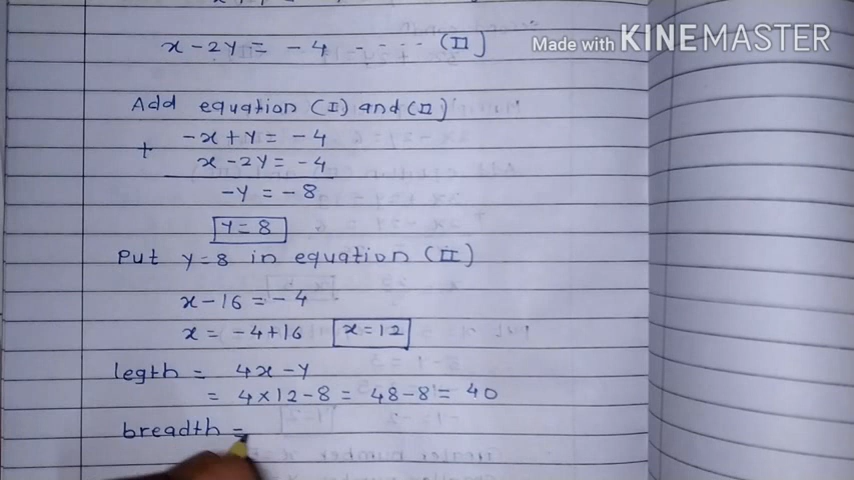 x - 2y = - 4 - - - - (II)
Made with KINEMASTER
Add equation (I) and (II)
-x + y = - 4
+
x - 2y = - 4
-y = - 8
y = 8
Put y = 8 in equation (II)
x - 16 = - 4
x = - 4 + 16 x = 12
legth = 4x - y
= 4 × 12 - 8 = 48 - 8 = 40
breadth =